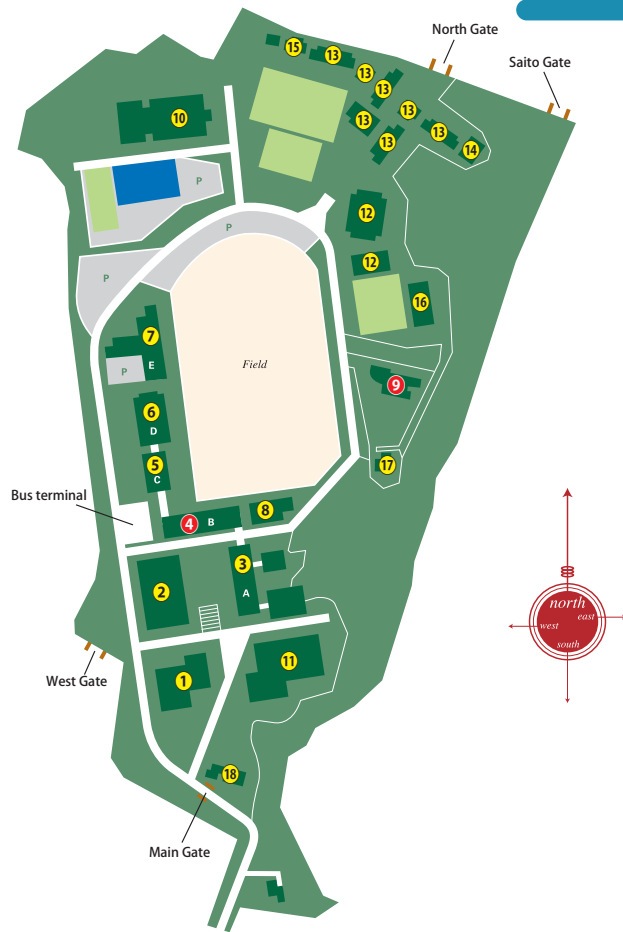 North Gate
Saito Gate
15
13
13
13
13
13
13
13
14
10
P
12
P
12
P
16
7
E
P
Field
9
6
D
5
C
17
Bus terminal
4
B
8
3
A
2
north
east
west
south
West Gate
1
11
18
Main Gate